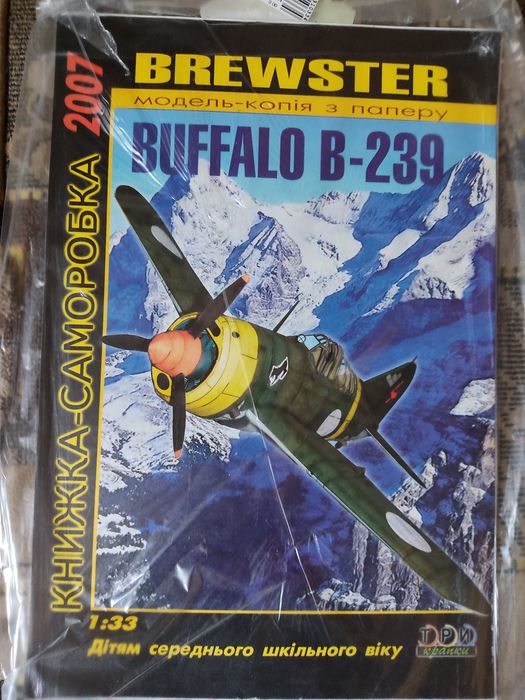 BREWSTER
модель-копія з паперу
BUFFALO B-239
КНИЖКА-САМОРОБКА 2007
1:33
Дітям середнього шкільного віку
ТРИ
крапки